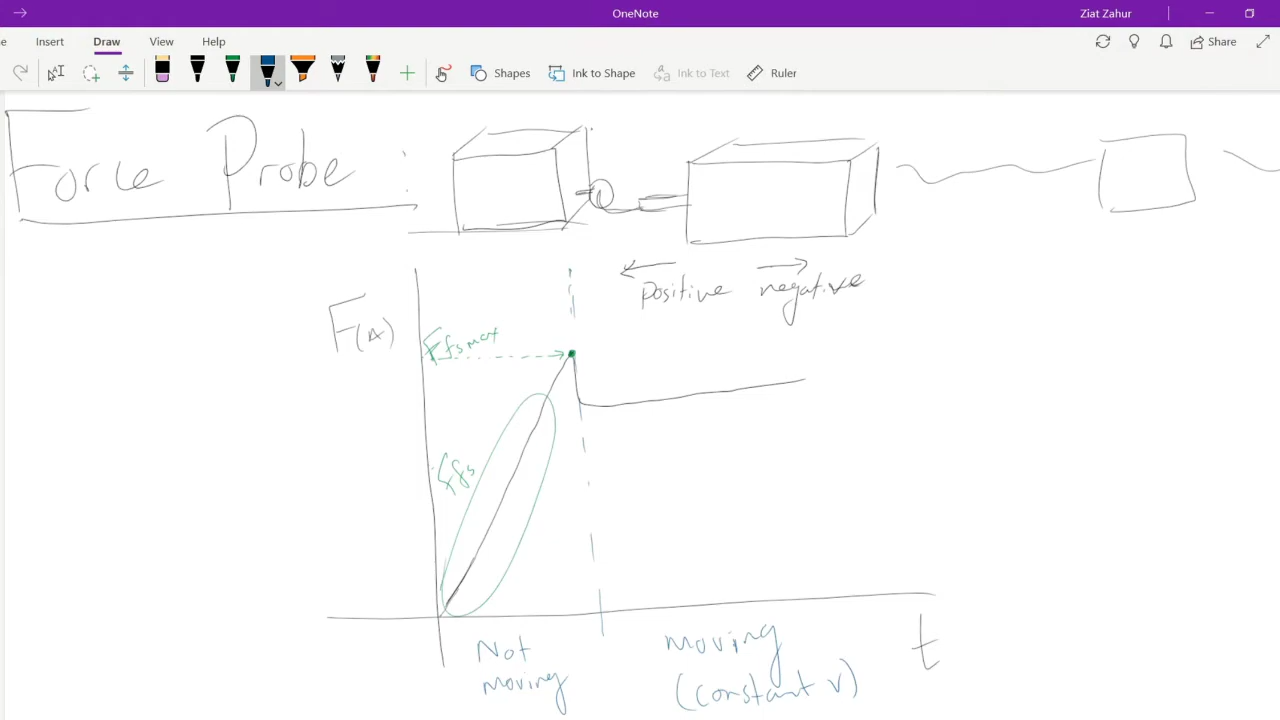 OneNote
Ziat Zahur
Insert Draw View Help
Share
Shapes Ink to Shape Ink to Text Ruler
Force Probe :
positive negative
F(N)
Ffs max
Ffs
Not
moving
moving
(constant v)
t